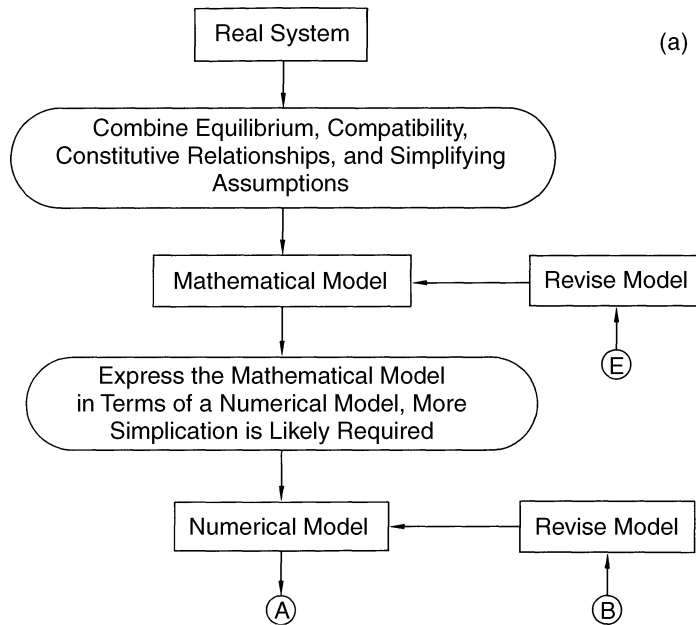 Real System
(a)
Combine Equilibrium, Compatibility,
Constitutive Relationships, and Simplifying
Assumptions
Mathematical Model
Revise Model
E
Express the Mathematical Model
in Terms of a Numerical Model, More
Simplication is Likely Required
Numerical Model
Revise Model
A
B